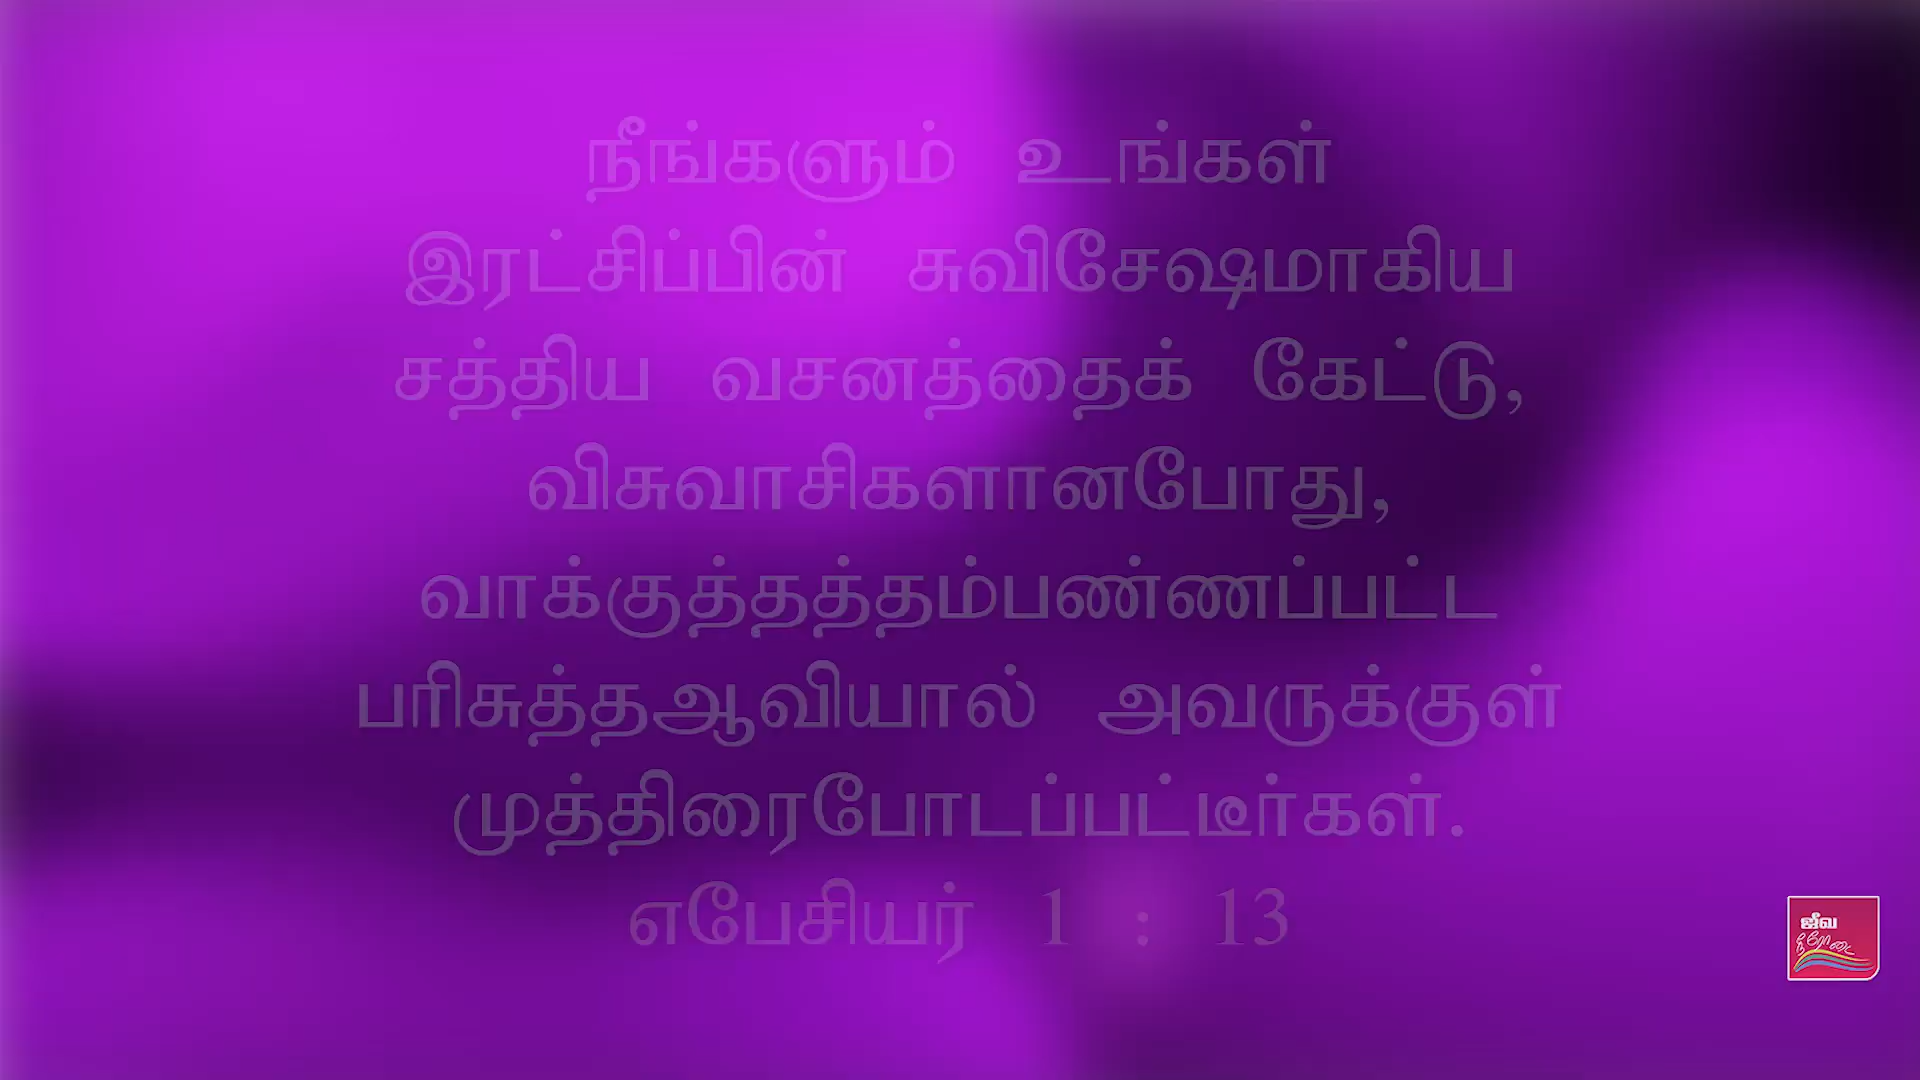 நீங்களும் உங்கள்
இரட்சிப்பின் சுவிசேஷமாகிய
சத்திய வசனத்தைக் கேட்டு,
விசுவாசிகளானபோது,
வாக்குத்தத்தம்பண்ணப்பட்ட
பரிசுத்தஆவியால் அவருக்குள்
முத்திரைபோடப்பட்டீர்கள்.
எபேசியர் 1 : 13
ஜீவ
நீரோடை